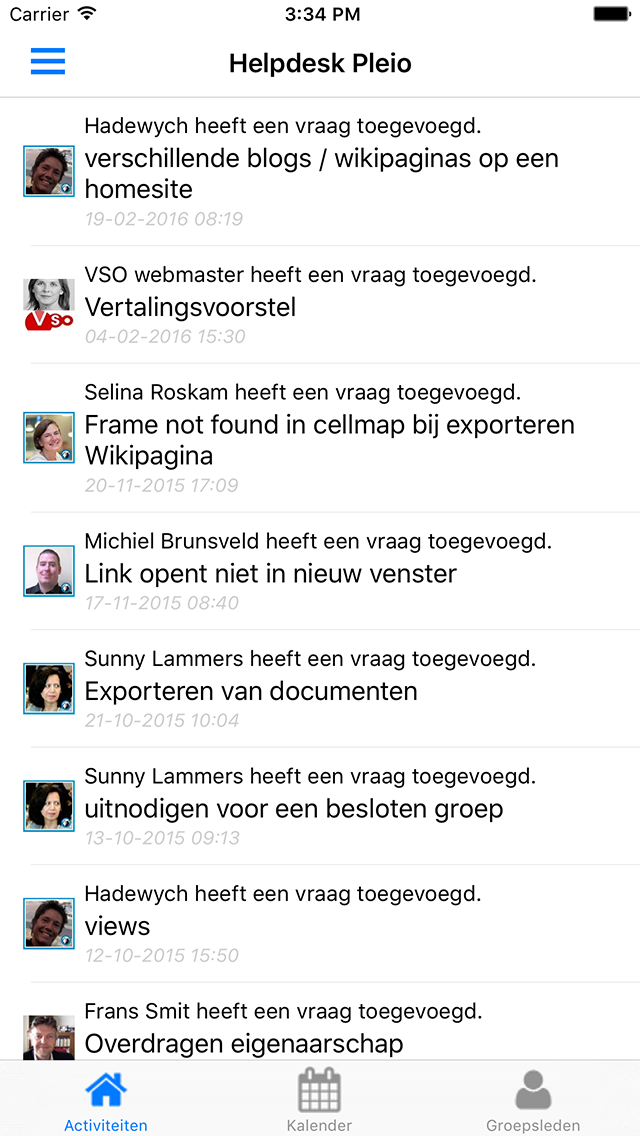 Carrier 3:34 PM
Helpdesk Pleio
Hadewych heeft een vraag toegevoegd.
verschillende blogs / wikipaginas op een
homesite
19-02-2016 08:19
VSO webmaster heeft een vraag toegevoegd.
Vertalingsvoorstel
VSO
04-02-2016 15:30
Selina Roskam heeft een vraag toegevoegd.
Frame not found in cellmap bij exporteren
Wikipagina
20-11-2015 17:09
Michiel Brunsveld heeft een vraag toegevoegd.
Link opent niet in nieuw venster
17-11-2015 08:40
Sunny Lammers heeft een vraag toegevoegd.
Exporteren van documenten
21-10-2015 10:04
Sunny Lammers heeft een vraag toegevoegd.
uitnodigen voor een besloten groep
13-10-2015 09:13
Hadewych heeft een vraag toegevoegd.
views
12-10-2015 15:50
Frans Smit heeft een vraag toegevoegd.
Overdragen eigenaarschap
Activiteiten Kalender Groepsleden